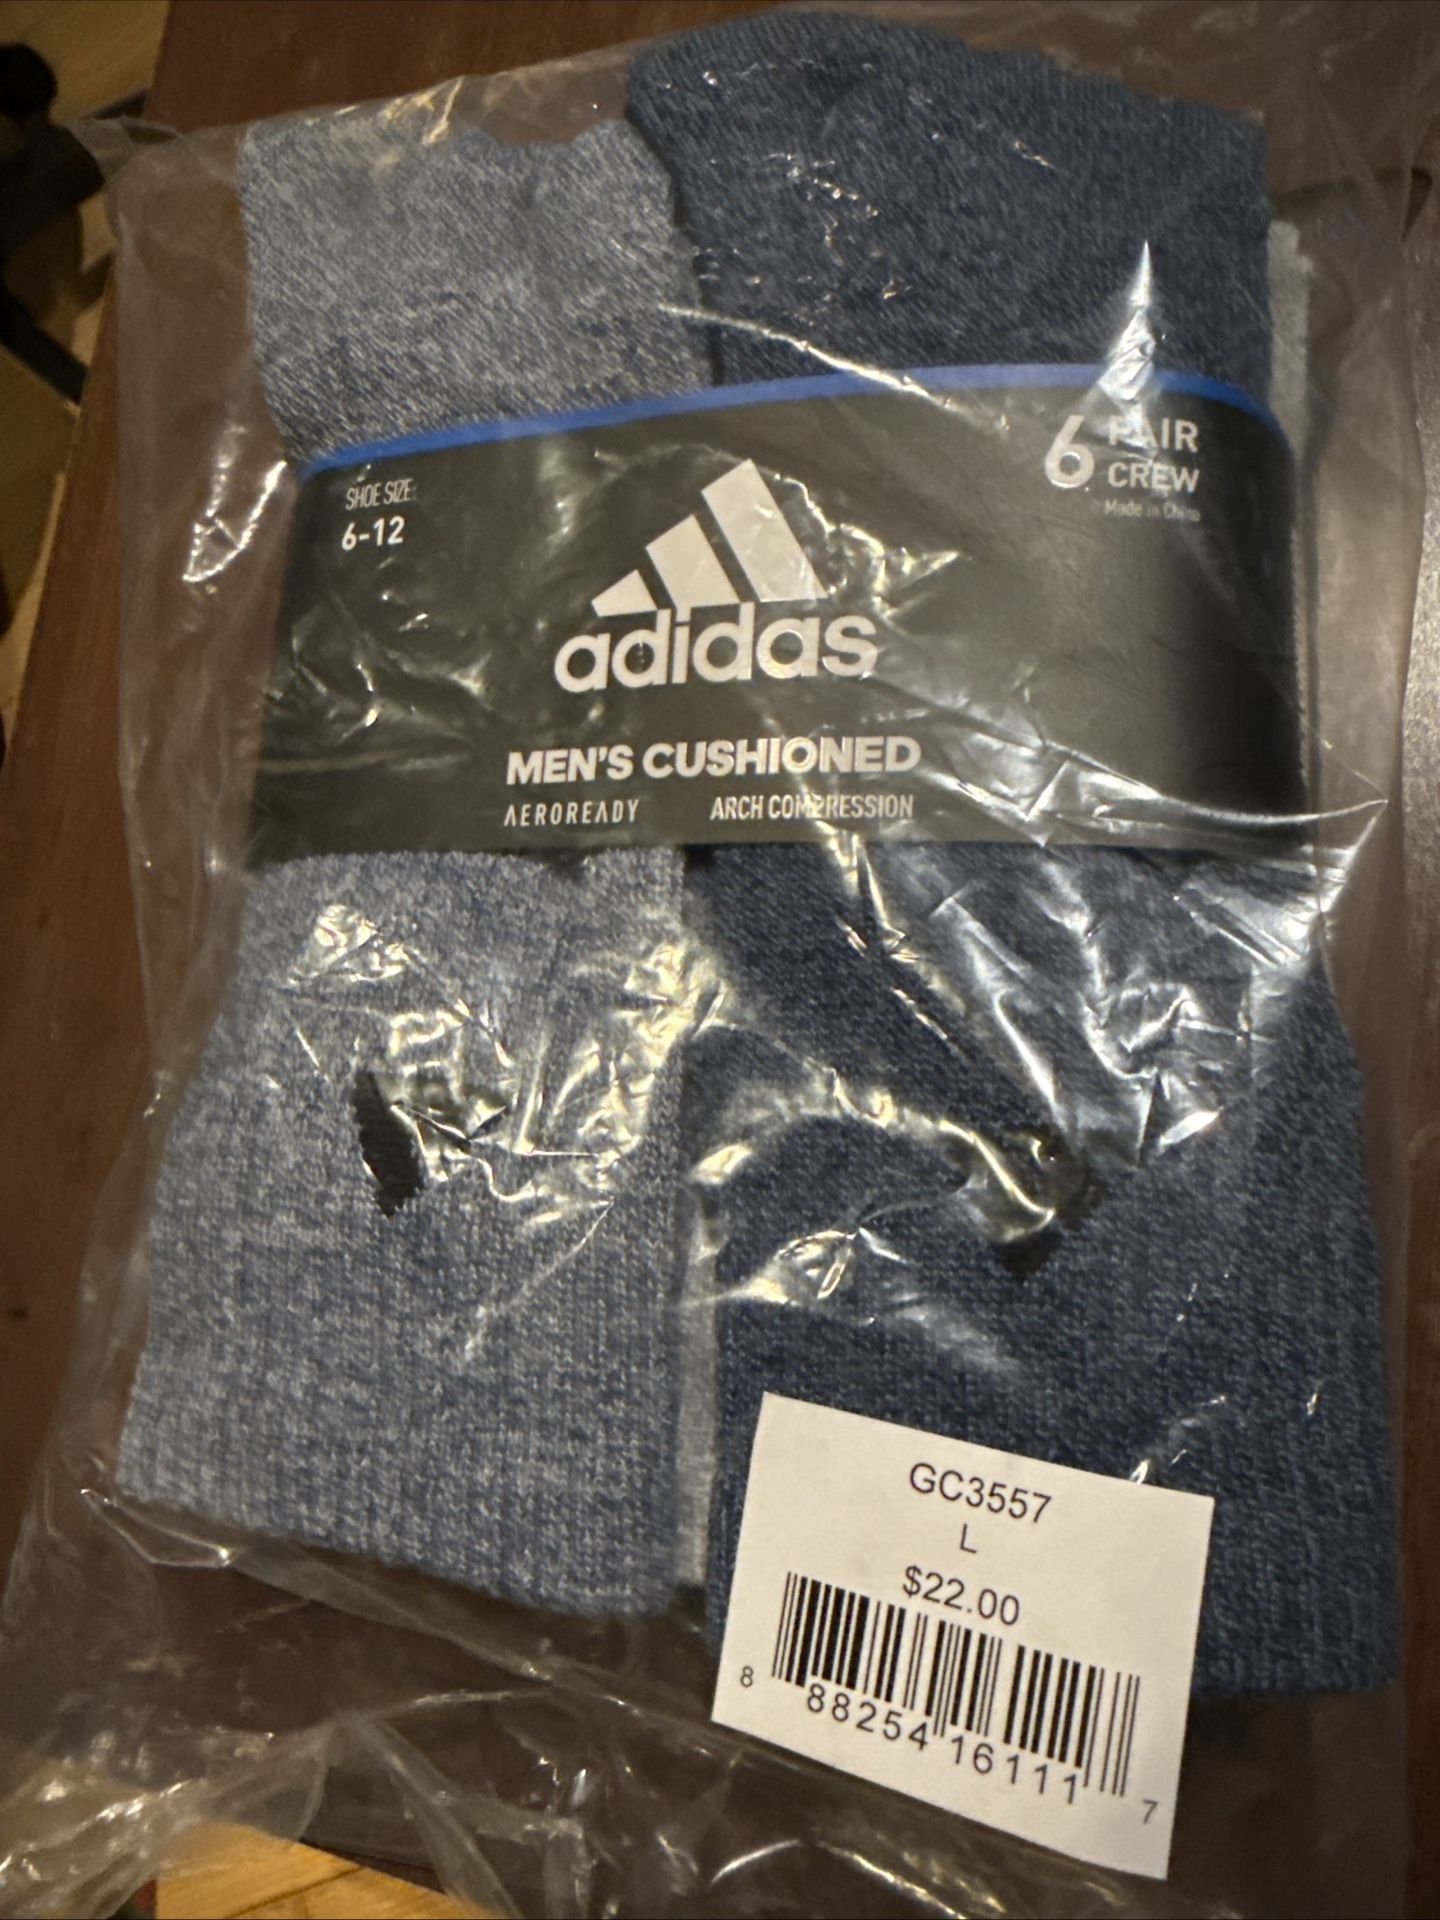 SHOE SIZE:
6-12
6 PAIR
CREW
Made in China
adidas
MEN'S CUSHIONED
AEROREADY ARCH COMPRESSION
GC3557
L
$22.00
8 88254 16111 7